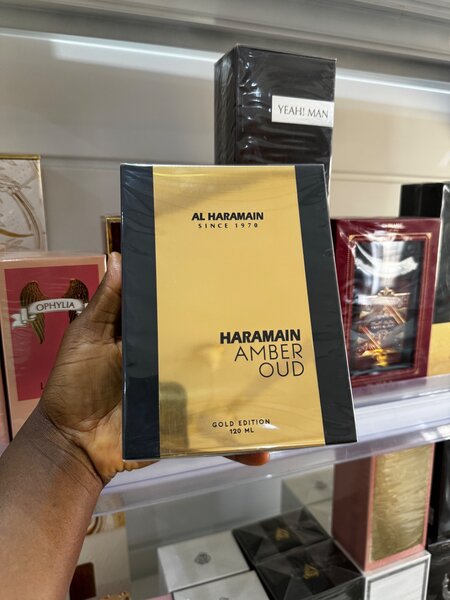 YEAH! MAN
AL HARAMAIN
SINCE 1970
OPHYLIA
HARAMAIN
AMBER
OUD
GOLD EDITION
120 ML